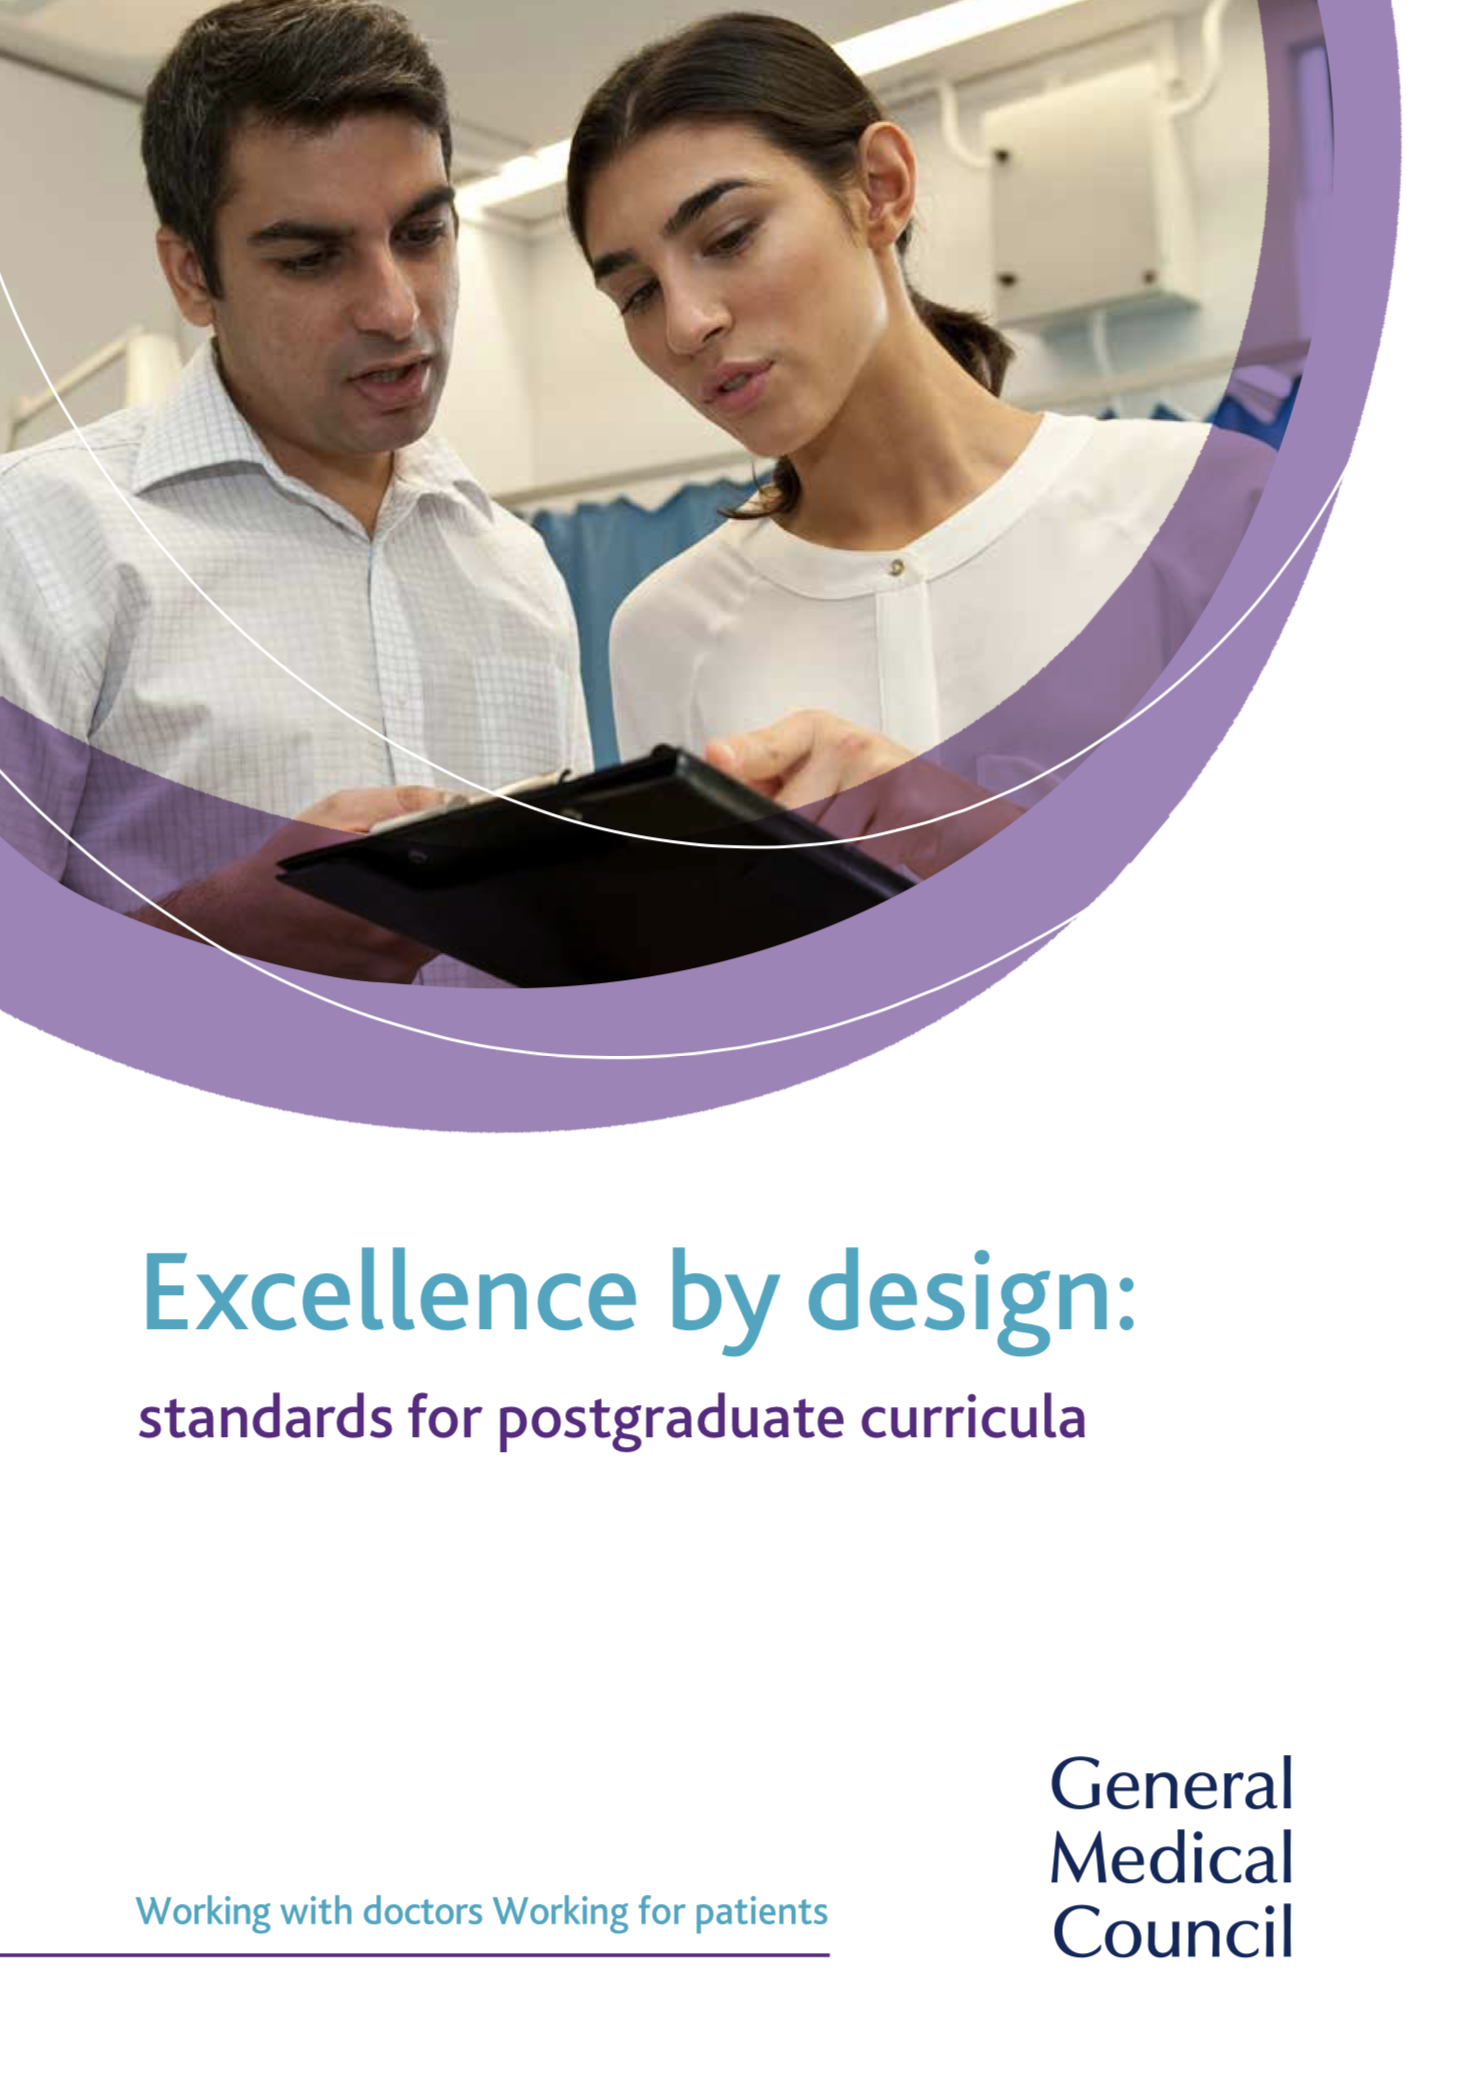 Excellence by design:
standards for postgraduate curricula
General
Medical
Council
Working with doctors Working for patients